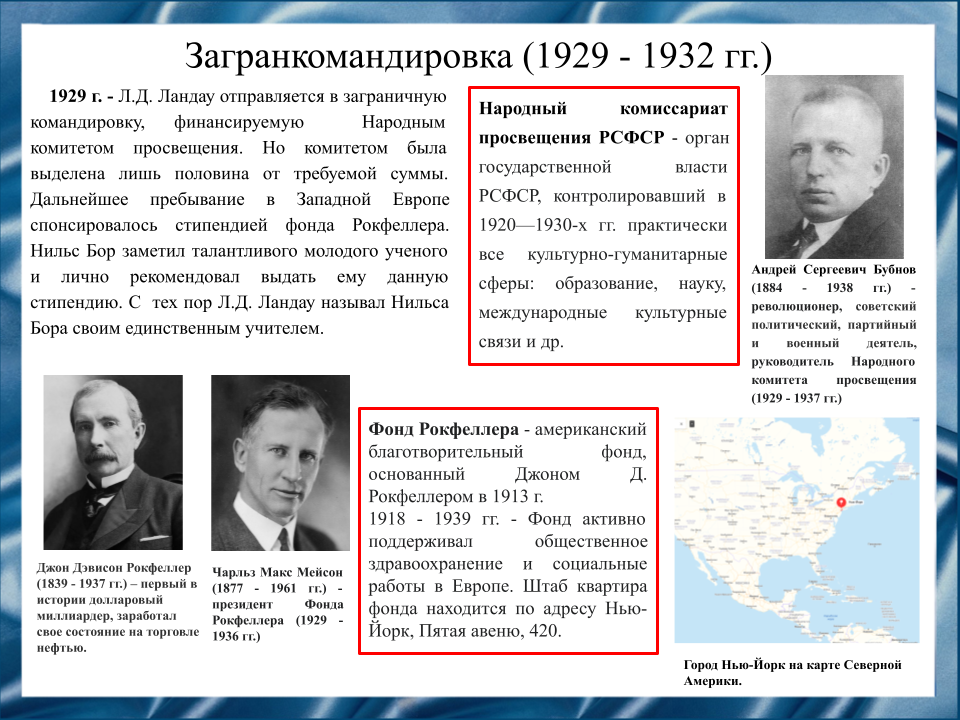 Загранкомандировка (1929 - 1932 гг.)
1929 г. - Л.Д. Ландау отправляется в заграничную
командировку, финансируемую Народным
комитетом просвещения. Но комитетом была
выделена лишь половина от требуемой суммы.
Дальнейшее пребывание в Западной Европе
спонсировалось стипендией фонда Рокфеллера.
Нильс Бор заметил талантливого молодого ученого
и лично рекомендовал выдать ему данную
стипендию. С тех пор Л.Д. Ландау называл Нильса
Бора своим единственным учителем.
Народный комиссариат
просвещения РСФСР - орган
государственной власти
РСФСР, контролировавший в
1920—1930-х гг. практически
все культурно-гуманитарные
сферы: образование, науку,
международные культурные
связи и др.
Андрей Сергеевич Бубнов
(1884 - 1938 гг.) -
революционер, советский
политический, партийный
и военный деятель,
руководитель Народного
комитета просвещения
(1929 - 1937 гг.)
Джон Дэвисон Рокфеллер
(1839 - 1937 гг.) – первый в
истории долларовый
миллиардер, заработал
свое состояние на торговле
нефтью.
Чарльз Макс Мейсон
(1877 - 1961 гг.) -
президент Фонда
Рокфеллера (1929 -
1936 гг.)
Фонд Рокфеллера - американский
благотворительный фонд,
основанный Джоном Д.
Рокфеллером в 1913 г.
1918 - 1939 гг. - Фонд активно
поддерживал общественное
здравоохранение и социальные
работы в Европе. Штаб квартира
фонда находится по адресу Нью-
Йорк, Пятая авеню, 420.
Город Нью-Йорк на карте Северной
Америки.